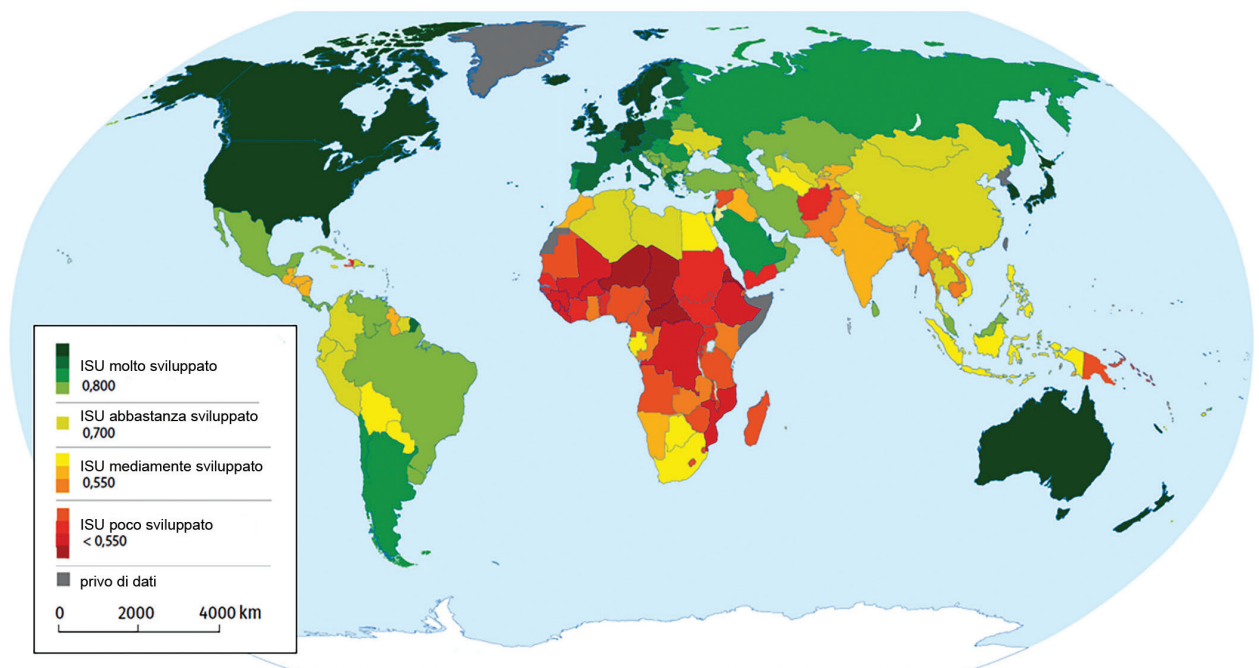 ISU molto sviluppato
0,800
ISU abbastanza sviluppato
0,700
ISU mediamente sviluppato
0,550
ISU poco sviluppato
< 0,550
privo di dati
0 2000 4000 km